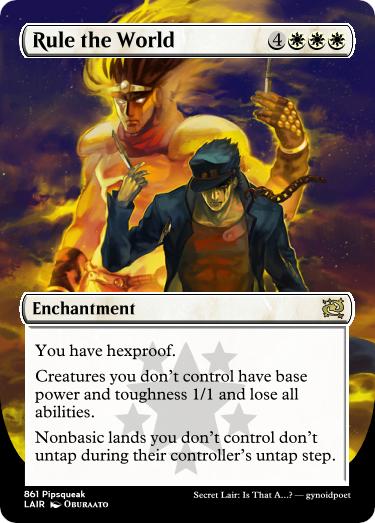 Rule the World 4
Enchantment
You have hexproof.
Creatures you don't control have base
power and toughness 1/1 and lose all
abilities.
Nonbasic lands you don't control don't
untap during their controller's untap step.
861 Pipsqueak
LAIR OBURAATO
Secret Lair: Is That A...? — gynoidpoet